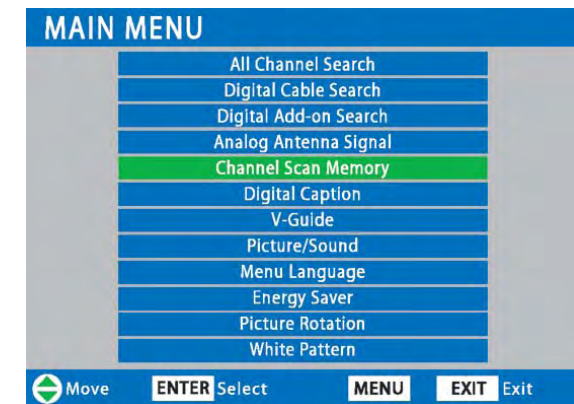 MAIN MENU
All Channel Search
Digital Cable Search
Digital Add-on Search
Analog Antenna Signal
Channel Scan Memory
Digital Caption
V-Guide
Picture/Sound
Menu Language
Energy Saver
Picture Rotation
White Pattern
Move ENTER Select MENU EXIT Exit